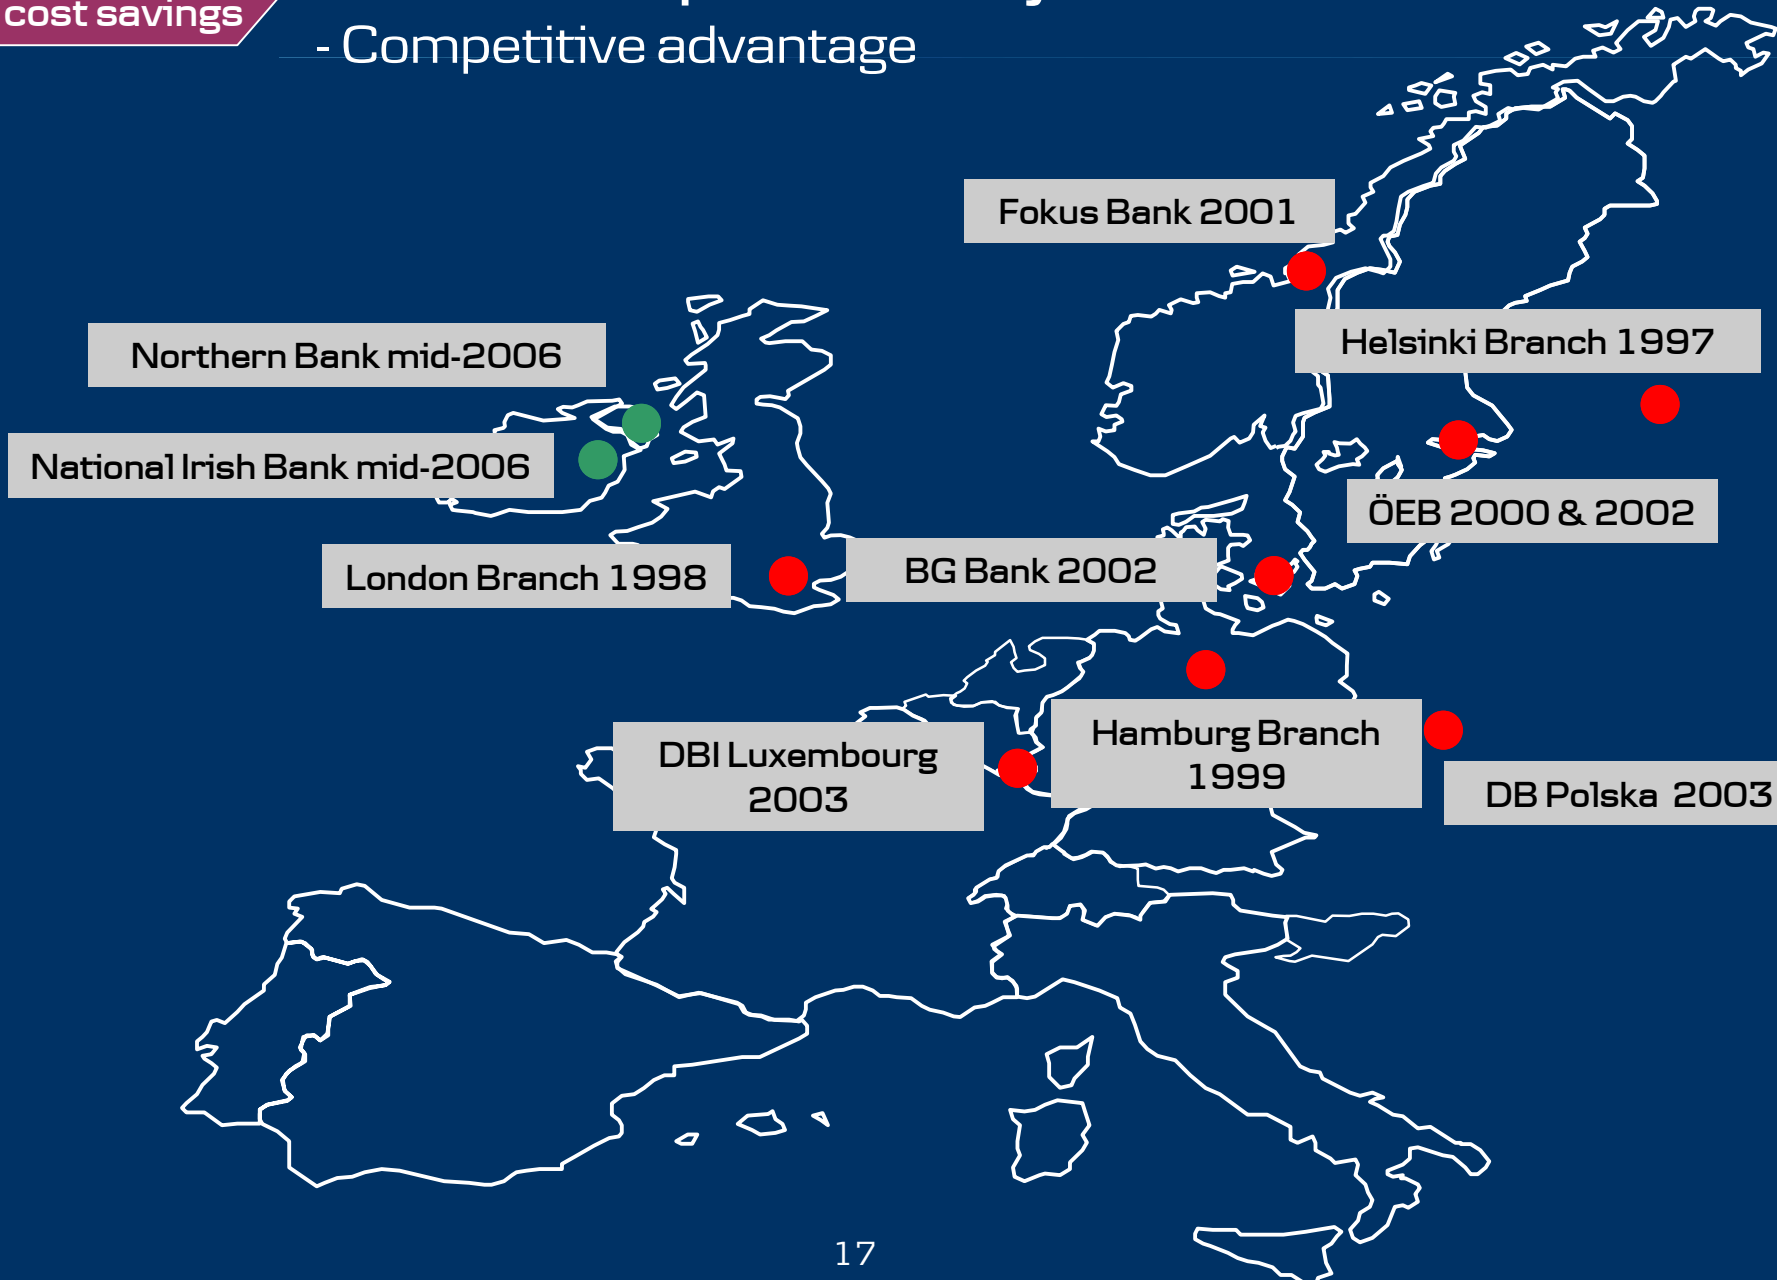 cost savings
- Competitive advantage
Fokus Bank 2001
Helsinki Branch 1997
Northern Bank mid-2006
National Irish Bank mid-2006
ÖEB 2000 & 2002
London Branch 1998
BG Bank 2002
Hamburg Branch
1999
DBI Luxembourg
2003
DB Polska 2003
17